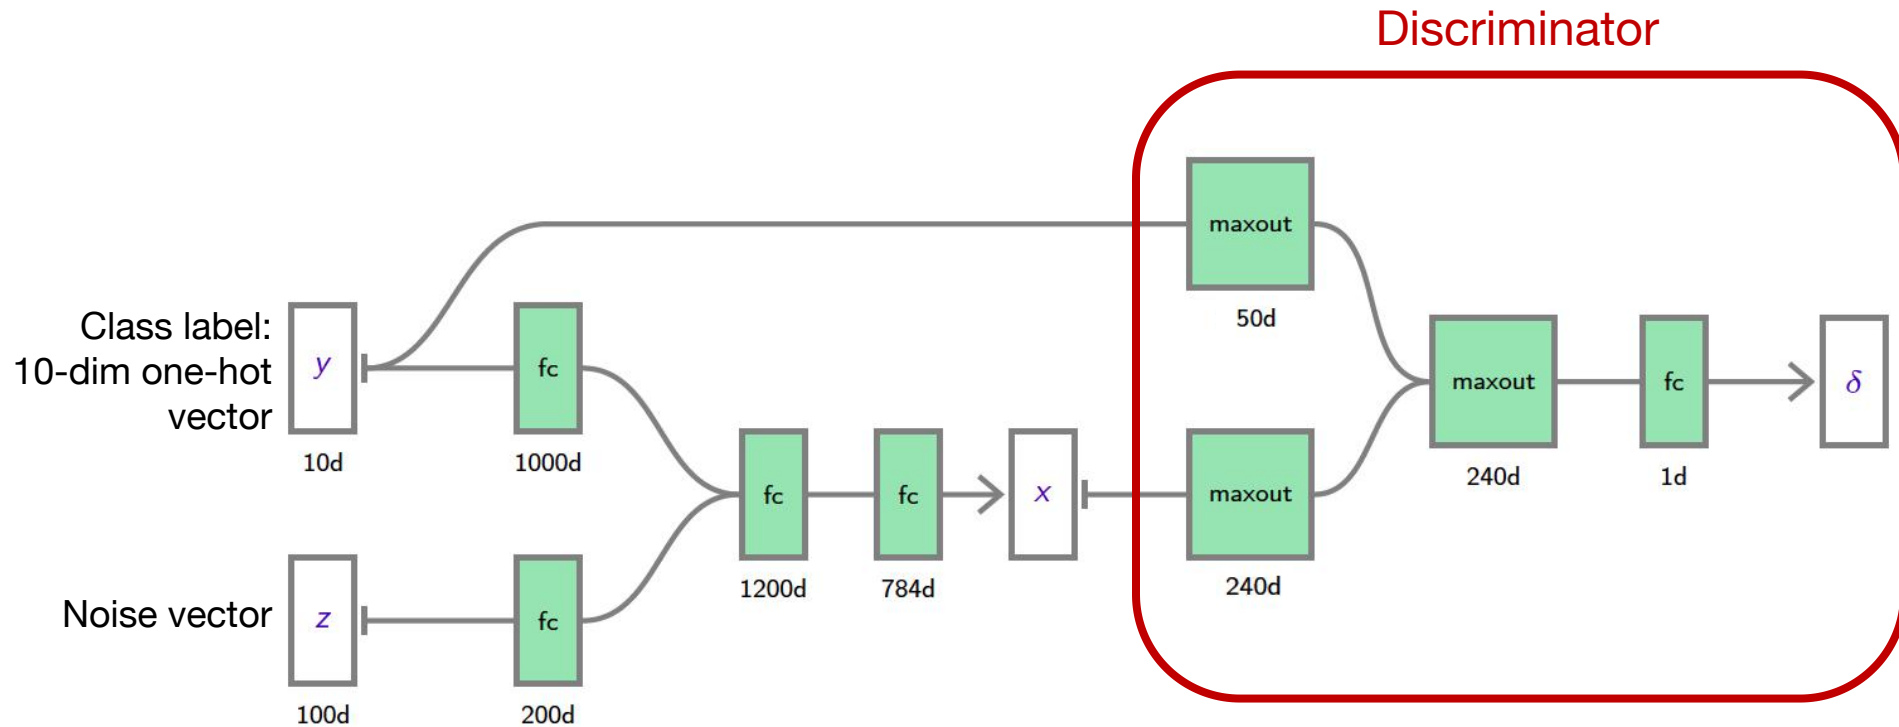 Discriminator
maxout
50d
Class label:
10-dim one-hot
vector
y
10d
fc
1000d
maxout
240d
fc
1d
δ
fc
1200d
fc
784d
x
maxout
240d
Noise vector
z
100d
fc
200d